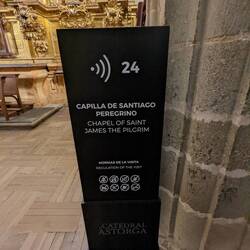 24
CAPILLA DE SANTIAGO
PEREGRINO
CHAPEL OF SAINT
JAMES THE PILGRIM
NORMAS DE LA VISITA
REGULATION OF THE VISIT
CATEDRAL
ASTORGA